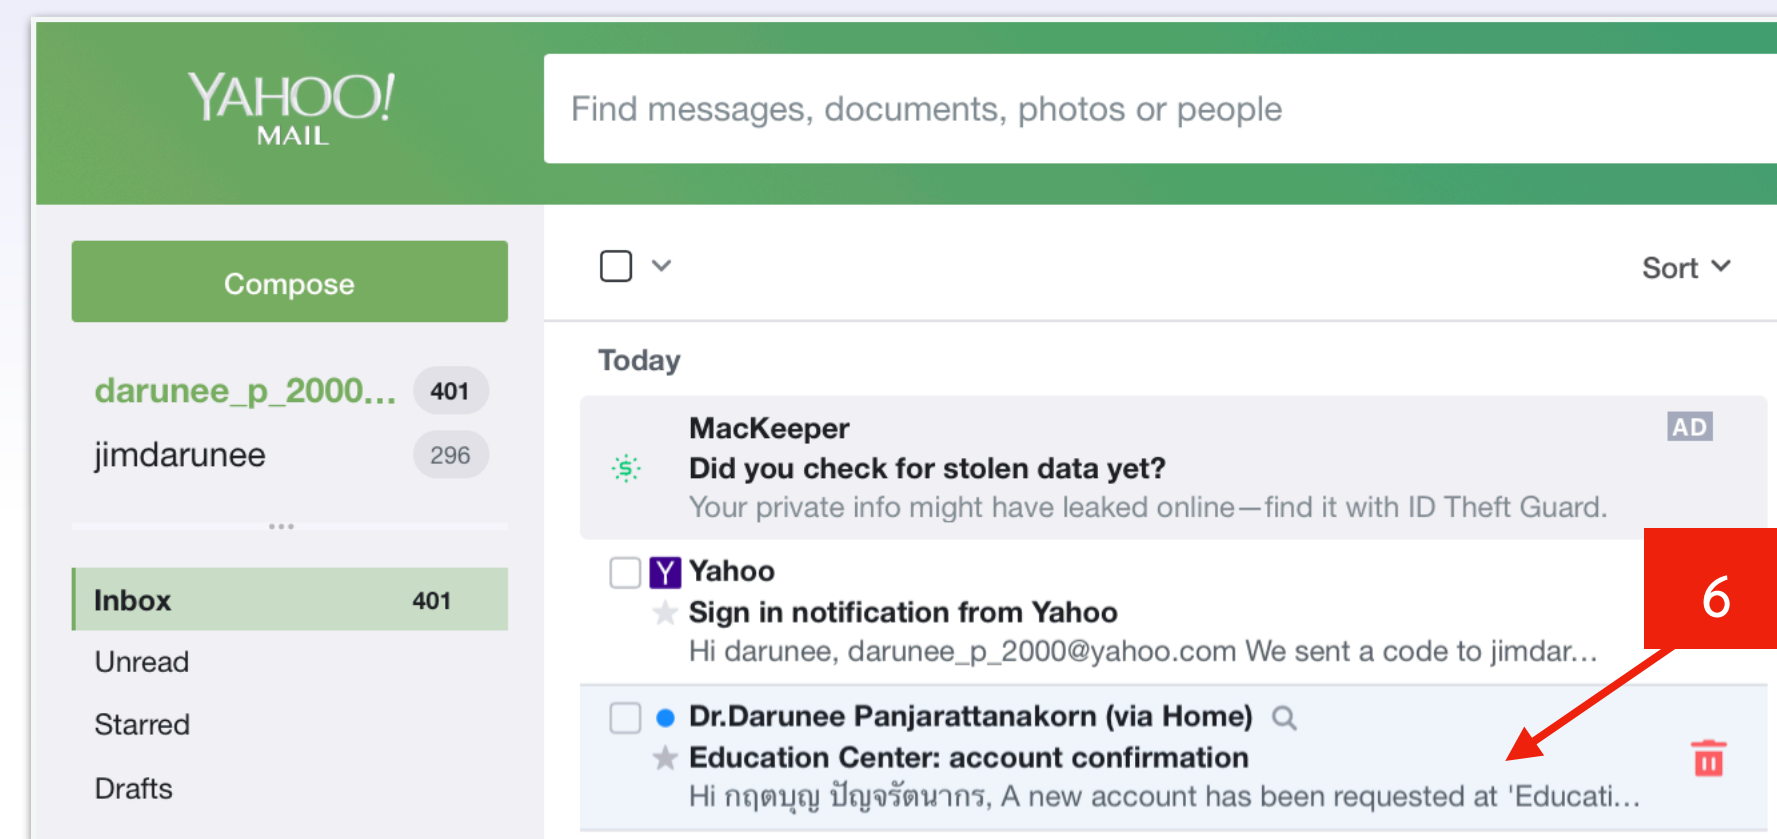 YAHOO!
MAIL
Find messages, documents, photos or people
Compose
Sort
darunee_p_2000... 401
jimdarunee 296
Inbox 401
Unread
Starred
Drafts
Today
MacKeeper AD
Did you check for stolen data yet?
Your private info might have leaked online—find it with ID Theft Guard.
Y Yahoo
Sign in notification from Yahoo
Hi darunee, darunee_p_2000@yahoo.com We sent a code to jimdar...
6
Dr.Darunee Panjarattanakorn (via Home)
Education Center: account confirmation
Hi กฤตบุญ ปัญจรัตนากร, A new account has been requested at 'Educati...